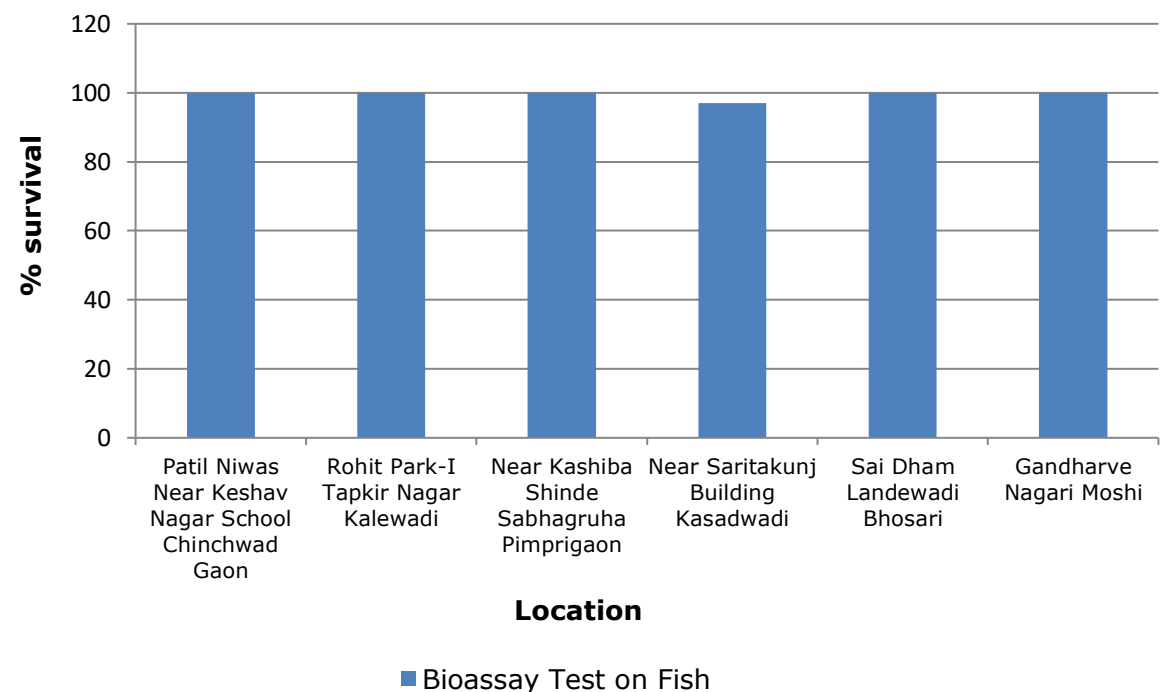 120
100
80
60
40
20
0
% survival
Patil Niwas
Near Keshav
Nagar School
Chinchwad
Gaon
Rohit Park-I
Tapkir Nagar
Kalewadi
Near Kashiba
Shinde
Sabhagruha
Pimprigaon
Near Saritakunj
Building
Kasadwadi
Sai Dham
Landewadi
Bhosari
Gandharve
Nagari Moshi
Location
Bioassay Test on Fish